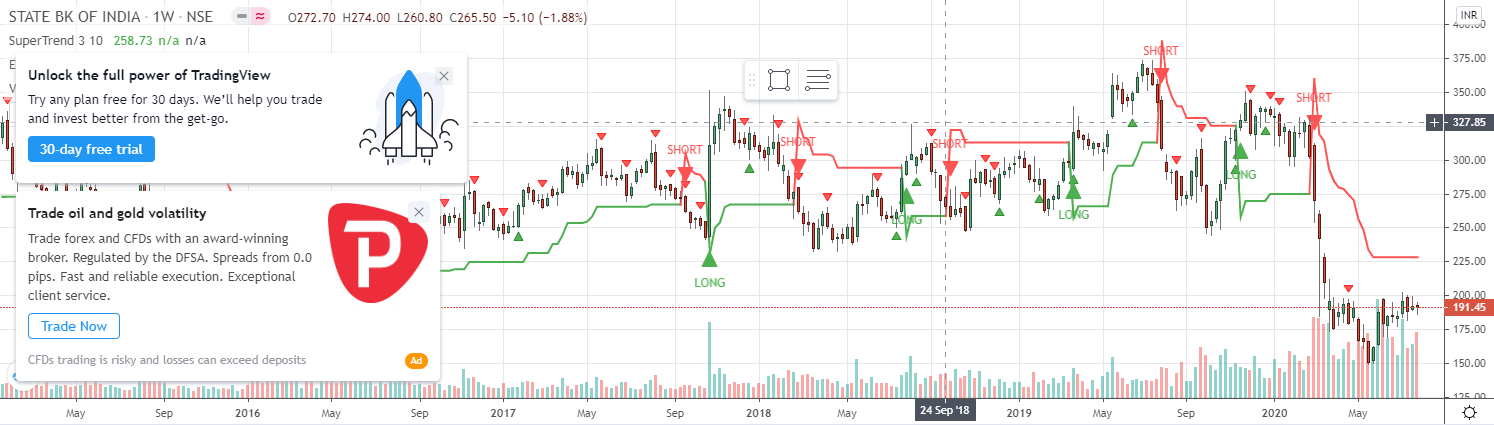 STATE BK OF INDIA · 1W · NSE
O272.70 H274.00 L260.80 C265.50 −5.10 (−1.88%)
INR
SuperTrend 3 10 258.73 n/a n/a
E
V
Unlock the full power of TradingView
Try any plan free for 30 days. We'll help you trade
and invest better from the get-go.
30-day free trial
Trade oil and gold volatility
Trade forex and CFDs with an award-winning
broker. Regulated by the DFSA. Spreads from 0.0
pips. Fast and reliable execution. Exceptional
client service.
Trade Now
CFDs trading is risky and losses can exceed deposits
Ad
P
SHORT
LONG
SHORT
LONG
SHORT
LONG
SHORT
LONG
SHORT
400.00
375.00
350.00
327.85
300.00
275.00
250.00
225.00
200.00
191.45
175.00
150.00
125.00
May
Sep
2016
May
Sep
2017
May
Sep
2018
May
24 Sep '18
2019
May
Sep
2020
May